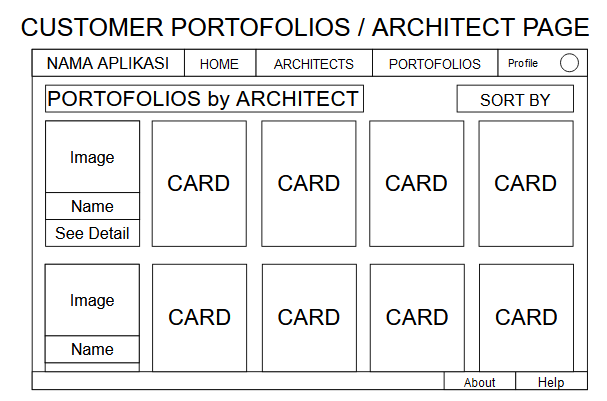 CUSTOMER PORTOFOLIOS / ARCHITECT PAGE
NAMA APLIKASI HOME ARCHITECTS PORTOFOLIOS Profile
PORTOFOLIOS by ARCHITECT SORT BY
Image
CARD CARD CARD CARD
Name
See Detail
Image
CARD CARD CARD CARD
Name
About Help